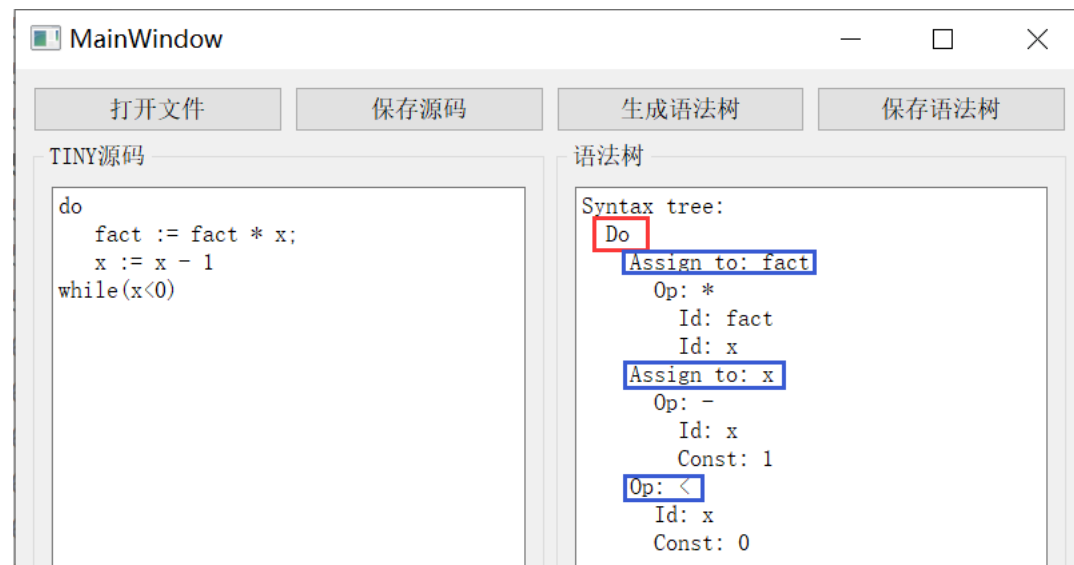 MainWindow
打开文件 保存源码 生成语法树 保存语法树
TINY源码
do
fact := fact * x;
x := x - 1
while(x<0)
语法树
Syntax tree:
Do
Assign to: fact
Op: *
Id: fact
Id: x
Assign to: x
Op: -
Id: x
Const: 1
Op: <
Id: x
Const: 0